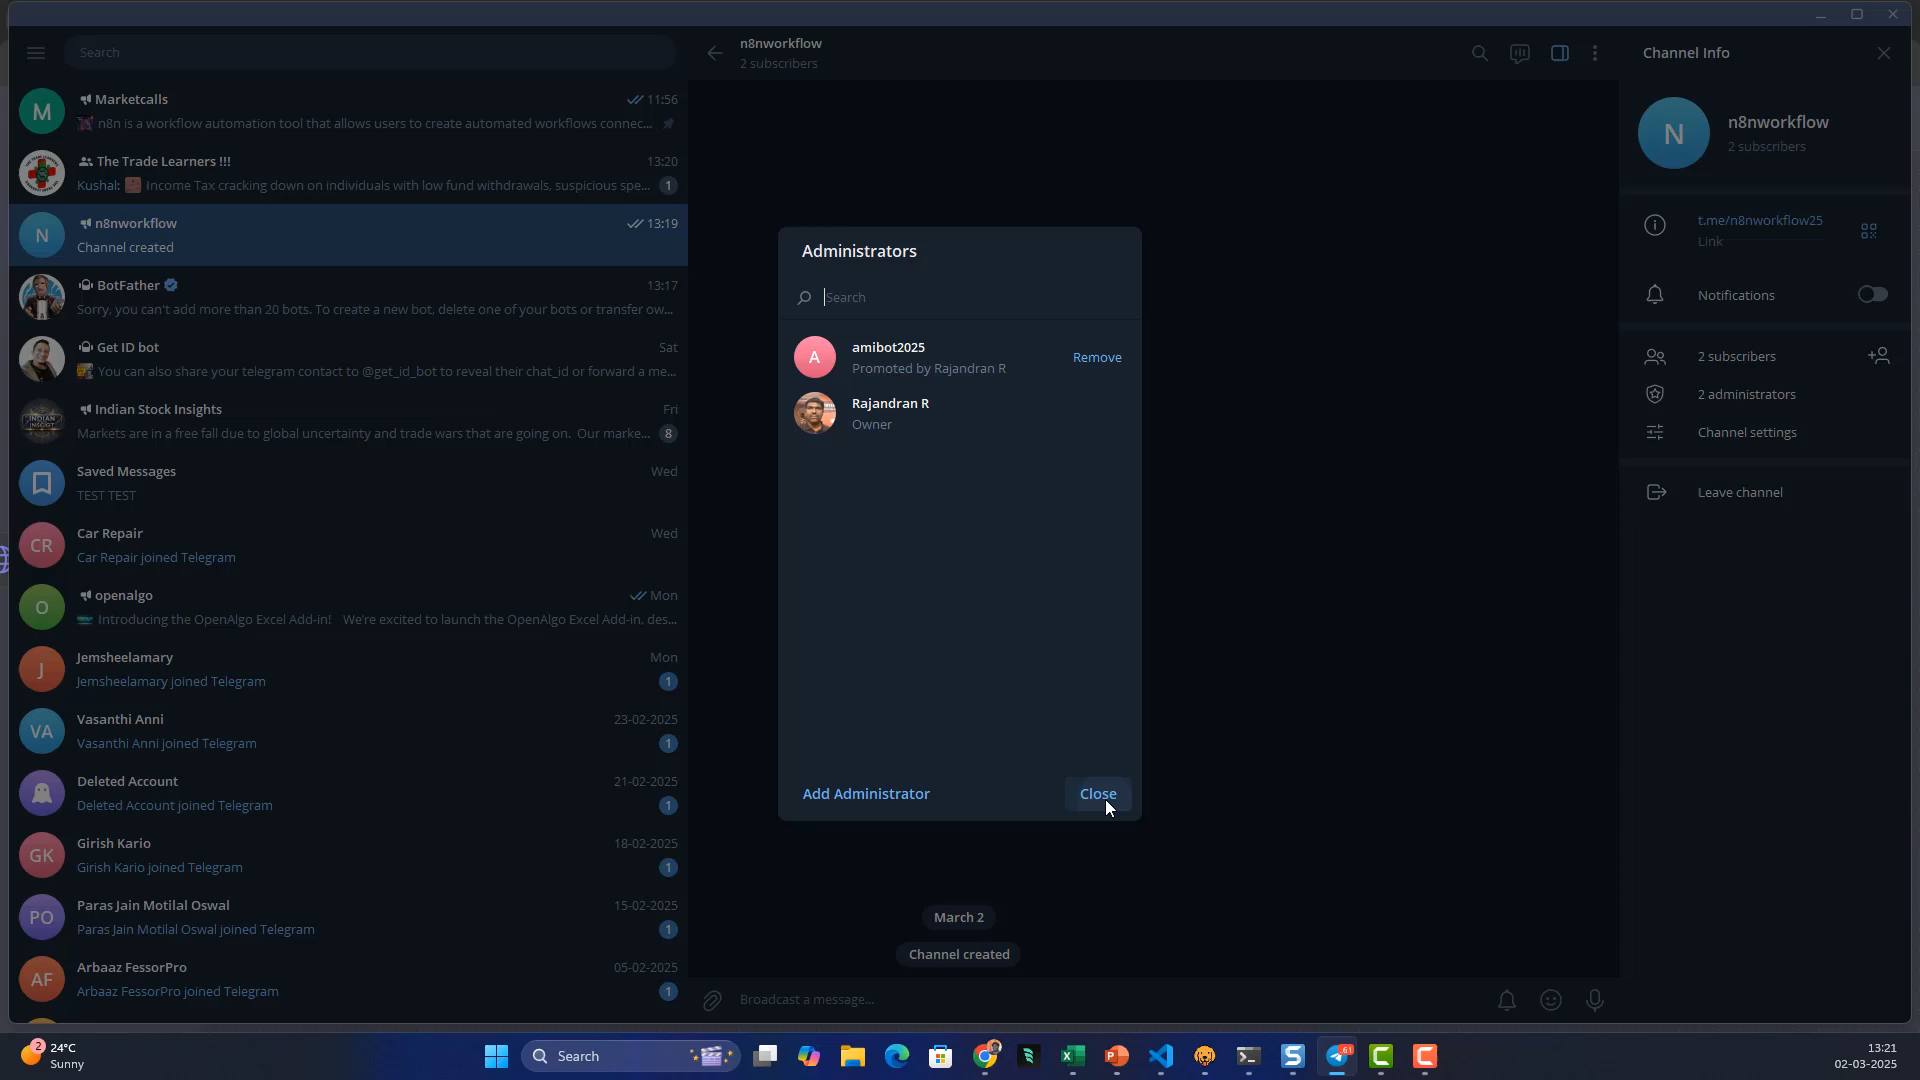 Search
M
Marketcalls
11:56
n8n is a workflow automation tool that allows users to create automated workflows connec...
The Trade Learners !!!
13:20
Kushal: Income Tax cracking down on individuals with low fund withdrawals, suspicious spe...
1
N
n8nworkflow
13:19
Channel created
BotFather
13:17
Sorry, you can't add more than 20 bots. To create a new bot, delete one of your bots or transfer ow...
Get ID bot
Sat
You can also share your telegram contact to @get_id_bot to reveal their chat_id or forward a me...
Indian Stock Insights
Fri
Markets are in a free fall due to global uncertainty and trade wars that are going on. Our marke...
8
Saved Messages
Wed
TEST TEST
CR
Car Repair
Wed
Car Repair joined Telegram
O
openalgo
Mon
Introducing the OpenAlgo Excel Add-in! We're excited to launch the OpenAlgo Excel Add-in, des...
J
Jemsheelamary
Mon
Jemsheelamary joined Telegram
1
VA
Vasanthi Anni
23-02-2025
Vasanthi Anni joined Telegram
1
Deleted Account
21-02-2025
Deleted Account joined Telegram
1
GK
Girish Kario
18-02-2025
Girish Kario joined Telegram
1
PO
Paras Jain Motilal Oswal
15-02-2025
Paras Jain Motilal Oswal joined Telegram
1
AF
Arbaaz FessorPro
05-02-2025
Arbaaz FessorPro joined Telegram
1
n8nworkflow
2 subscribers
Administrators
Search
A
amibot2025
Promoted by Rajandran R
Remove
Rajandran R
Owner
Add Administrator
Close
March 2
Channel created
Broadcast a message...
Channel Info
N
n8nworkflow
2 subscribers
t.me/n8nworkflow25
Link
Notifications
2 subscribers
2 administrators
Channel settings
Leave channel
2
24°C
Sunny
Search
61
13:21
02-03-2025